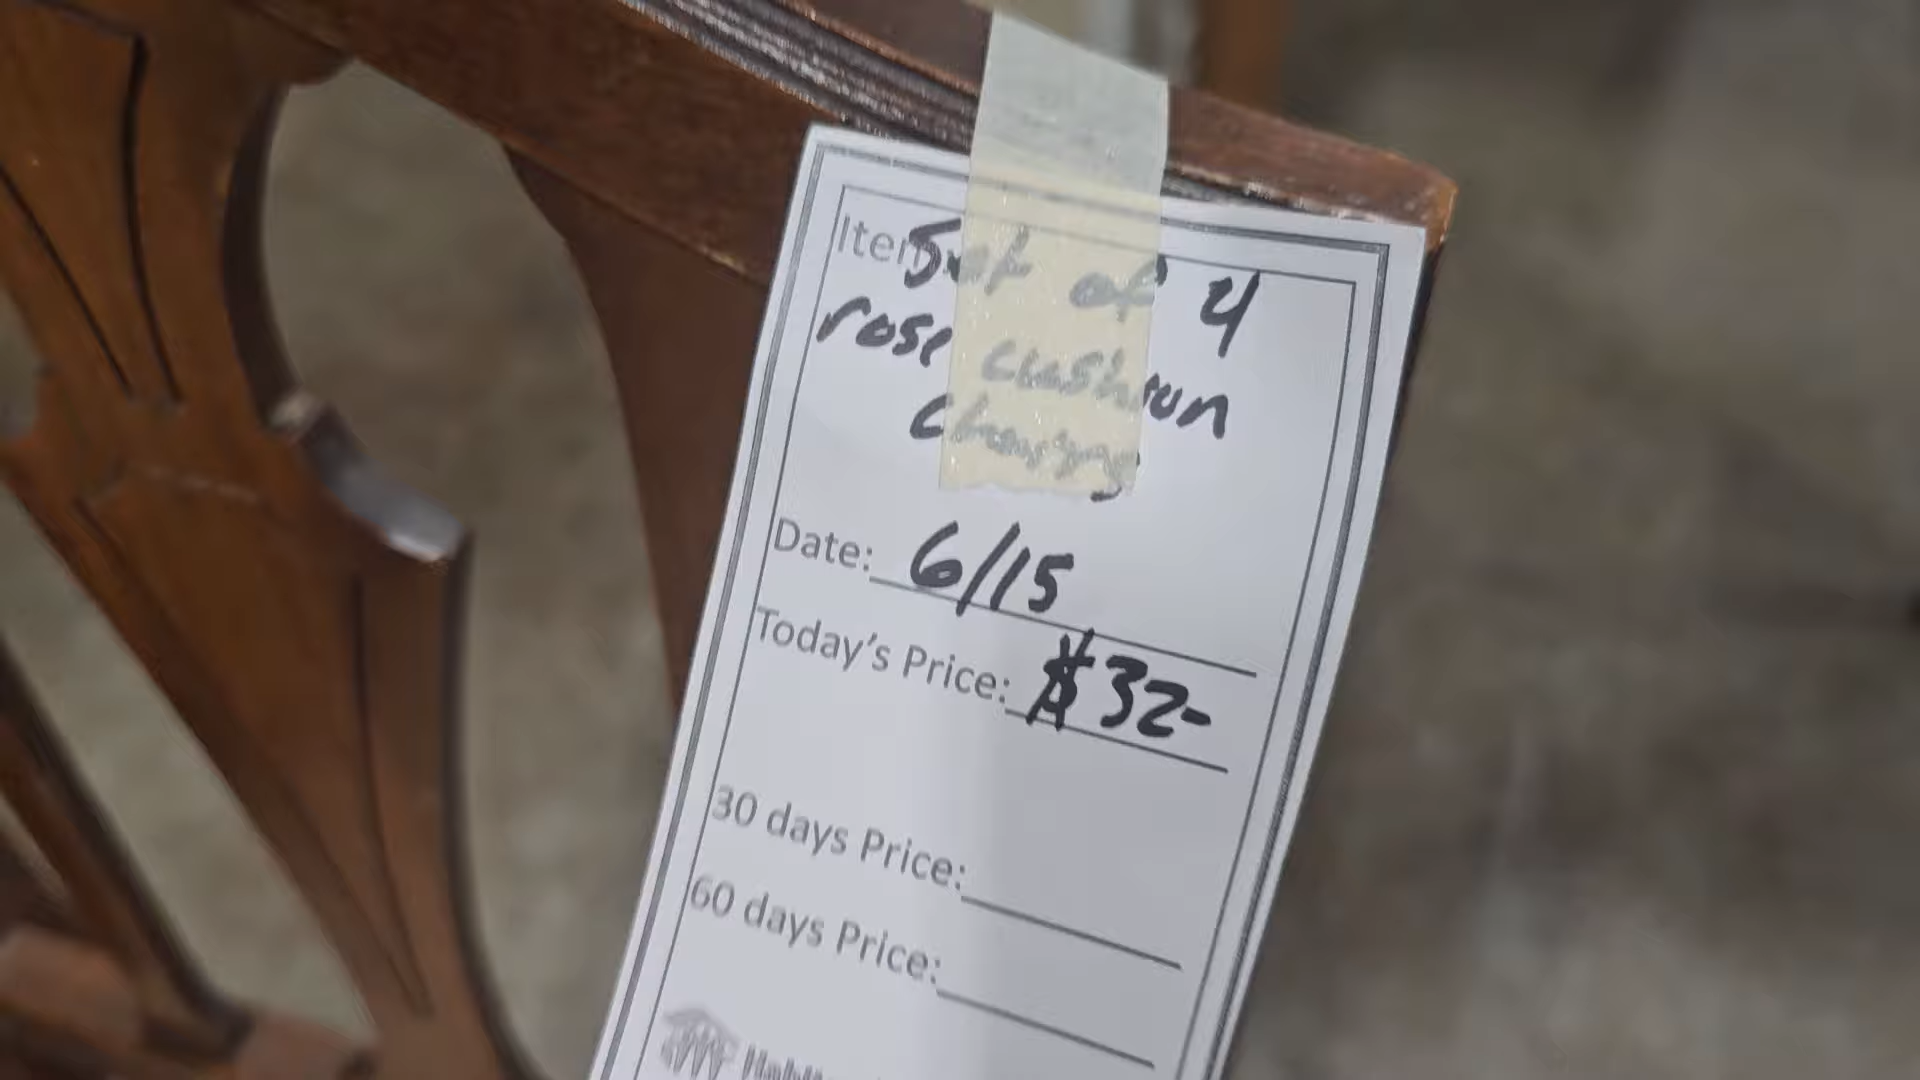 Item: Set of 4
rose cushion
chairs
Date: 6/15
Today's Price: $32-
30 days Price:
60 days Price: